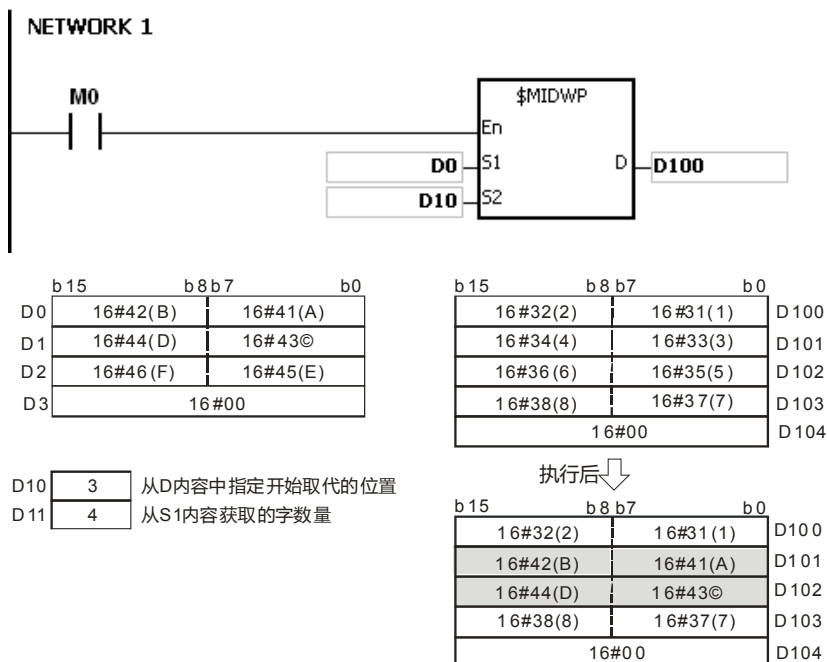 NETWORK 1
M0
$MIDWP
En
D0 S1 D D100
D10 S2
b15 b8 b7 b0
D0 16#42(B) 16#41(A)
D1 16#44(D) 16#43©
D2 16#46(F) 16#45(E)
D3 16#00
b15 b8 b7 b0
16#32(2) 16#31(1) D100
16#34(4) 16#33(3) D101
16#36(6) 16#35(5) D102
16#38(8) 16#37(7) D103
16#00 D104
D10 3 从D内容中指定开始取代的位置
D11 4 从S1内容获取的字数量
执行后
b15 b8 b7 b0
16#32(2) 16#31(1) D100
16#42(B) 16#41(A) D101
16#44(D) 16#43© D102
16#38(8) 16#37(7) D103
16#00 D104